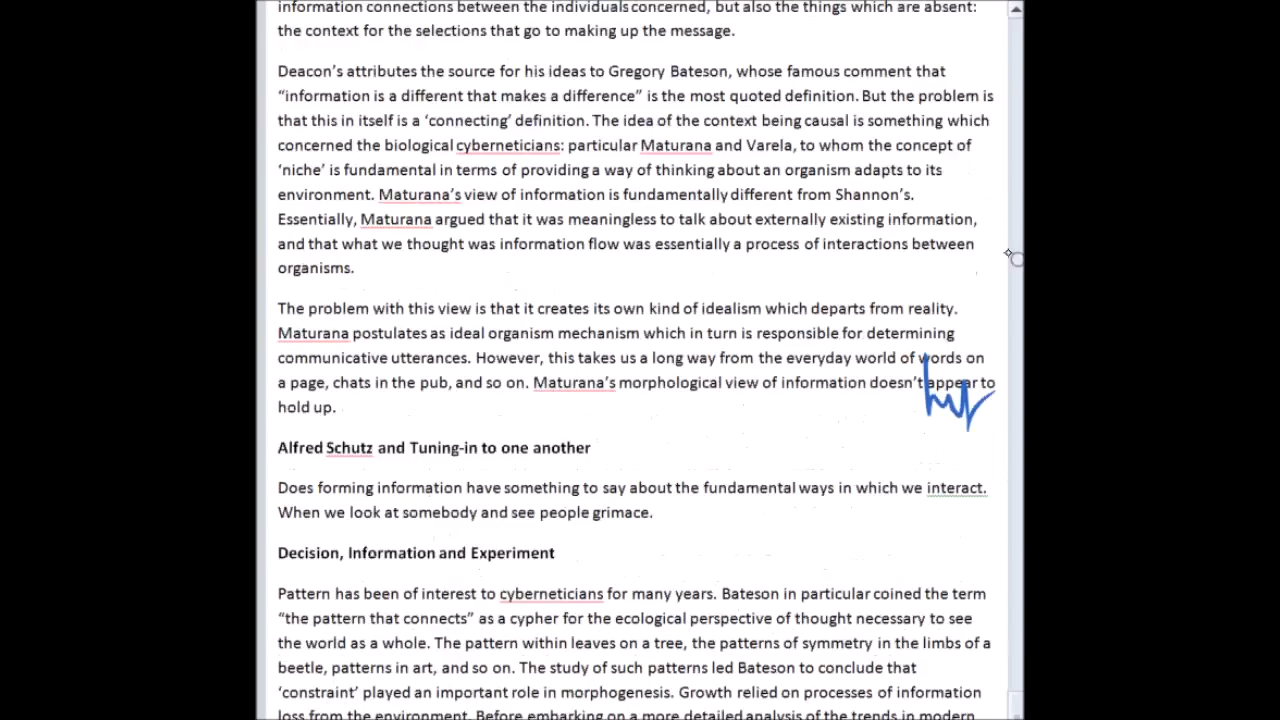 information connections between the individuals concerned, but also the things which are absent:
the context for the selections that go to making up the message.
Deacon’s attributes the source for his ideas to Gregory Bateson, whose famous comment that
“information is a different that makes a difference” is the most quoted definition. But the problem is
that this in itself is a ‘connecting’ definition. The idea of the context being causal is something which
concerned the biological cyberneticians: particular Maturana and Varela, to whom the concept of
‘niche’ is fundamental in terms of providing a way of thinking about an organism adapts to its
environment. Maturana’s view of information is fundamentally different from Shannon’s.
Essentially, Maturana argued that it was meaningless to talk about externally existing information,
and that what we thought was information flow was essentially a process of interactions between
organisms.
The problem with this view is that it creates its own kind of idealism which departs from reality.
Maturana postulates as ideal organism mechanism which in turn is responsible for determining
communicative utterances. However, this takes us a long way from the everyday world of words on
a page, chats in the pub, and so on. Maturana’s morphological view of information doesn’t appear to
hold up.
Alfred Schutz and Tuning-in to one another
Does forming information have something to say about the fundamental ways in which we interact.
When we look at somebody and see people grimace.
Decision, Information and Experiment
Pattern has been of interest to cyberneticians for many years. Bateson in particular coined the term
“the pattern that connects” as a cypher for the ecological perspective of thought necessary to see
the world as a whole. The pattern within leaves on a tree, the patterns of symmetry in the limbs of a
beetle, patterns in art, and so on. The study of such patterns led Bateson to conclude that
‘constraint’ played an important role in morphogenesis. Growth relied on processes of information
loss from the environment. Before embarking on a more detailed analysis of the trends in modern